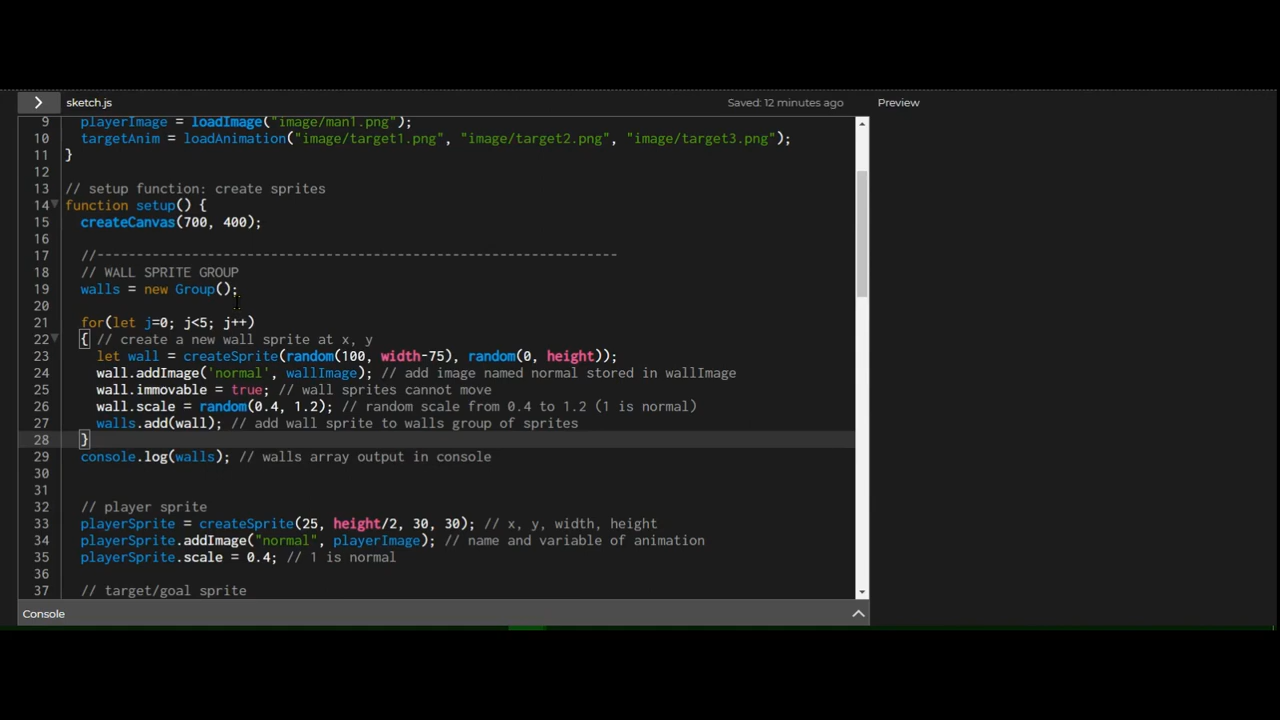 sketch.js
Saved: 12 minutes ago
Preview
9 playerImage = loadImage("image/man1.png");
10 targetAnim = loadAnimation("image/target1.png", "image/target2.png", "image/target3.png");
11 }
12
13 // setup function: create sprites
14 function setup() {
15 createCanvas(700, 400);
16
17 //------------------------------------------------------------------
18 // WALL SPRITE GROUP
19 walls = new Group();
20
21 for(let j=0; j<5; j++)
22 { // create a new wall sprite at x, y
23 let wall = createSprite(random(100, width-75), random(0, height));
24 wall.addImage('normal', wallImage); // add image named normal stored in wallImage
25 wall.immovable = true; // wall sprites cannot move
26 wall.scale = random(0.4, 1.2); // random scale from 0.4 to 1.2 (1 is normal)
27 walls.add(wall); // add wall sprite to walls group of sprites
28 }
29 console.log(walls); // walls array output in console
30
31
32 // player sprite
33 playerSprite = createSprite(25, height/2, 30, 30); // x, y, width, height
34 playerSprite.addImage("normal", playerImage); // name and variable of animation
35 playerSprite.scale = 0.4; // 1 is normal
36
37 // target/goal sprite
Console